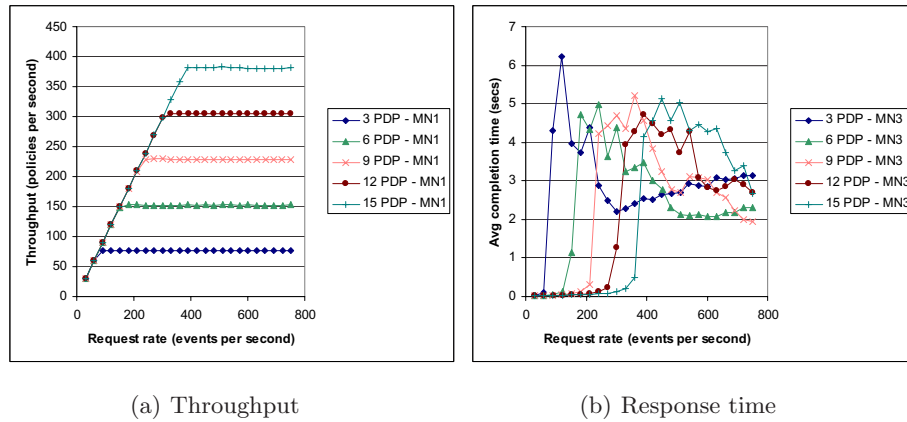 450
400
350
300
250
200
150
100
50
0
Throughput (policies per second)
0 200 400 600 800
Request rate (events per second)
3 PDP - MN1
6 PDP - MN1
9 PDP - MN1
12 PDP - MN1
15 PDP - MN1
(a) Throughput
7
6
5
4
3
2
1
0
Avg completion time (secs)
0 200 400 600 800
Request rate (events per second)
3 PDP - MN3
6 PDP - MN3
9 PDP - MN3
12 PDP - MN3
15 PDP - MN3
(b) Response time